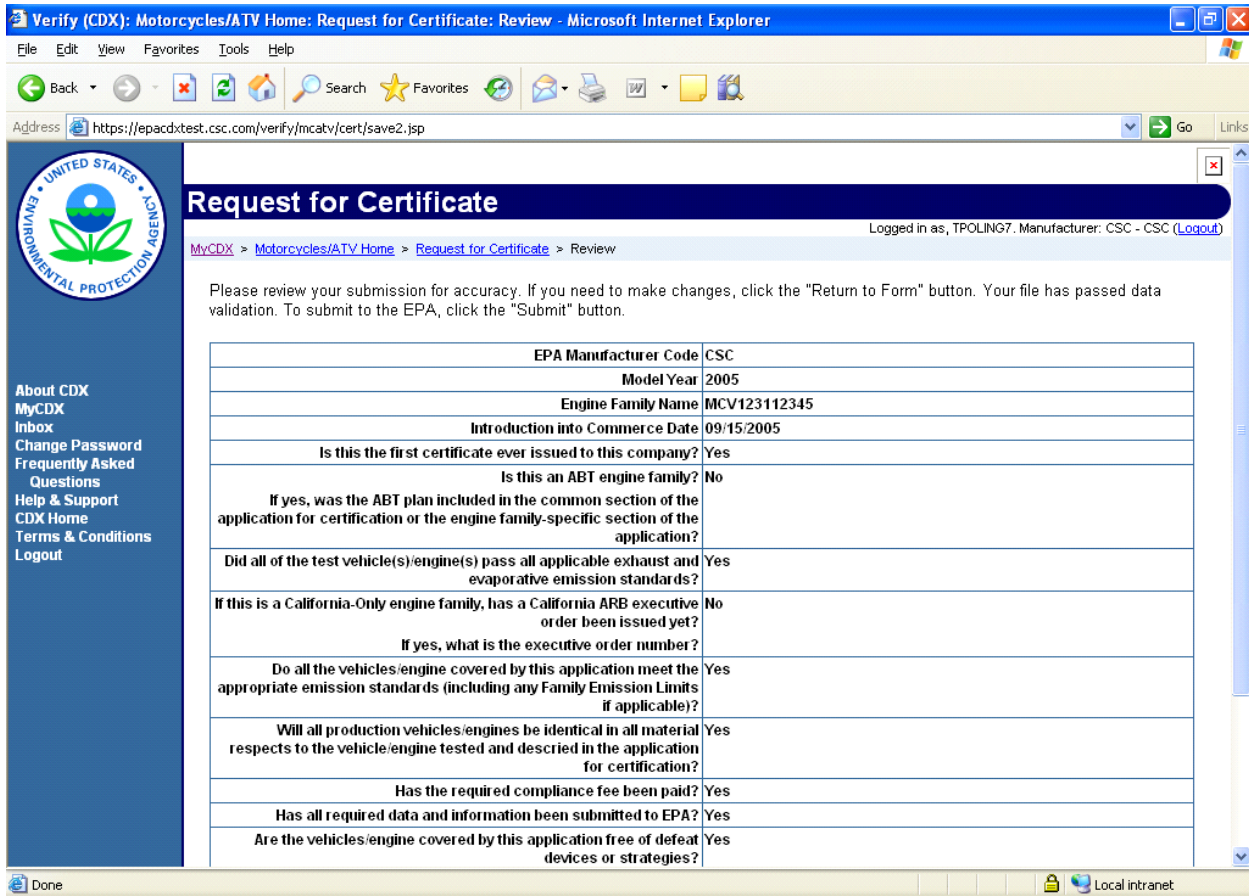 Verify (CDX): Motorcycles/ATV Home: Request for Certificate: Review - Microsoft Internet Explorer
File Edit View Favorites Tools Help
Back Search Favorites W
Address https://epacdxtest.csc.com/verify/mcatv/cert/save2.jsp Go Links
UNITED STATES
ENVIRONMENTAL PROTECTION AGENCY
Request for Certificate
Logged in as, TPOLING7. Manufacturer: CSC - CSC (Logout)
MyCDX > Motorcycles/ATV Home > Request for Certificate > Review
Please review your submission for accuracy. If you need to make changes, click the "Return to Form" button. Your file has passed data
validation. To submit to the EPA, click the "Submit" button.
About CDX
MyCDX
Inbox
Change Password
Frequently Asked
Questions
Help & Support
CDX Home
Terms & Conditions
Logout
EPA Manufacturer Code CSC
Model Year 2005
Engine Family Name MCV123112345
Introduction into Commerce Date 09/15/2005
Is this the first certificate ever issued to this company? Yes
Is this an ABT engine family? No
If yes, was the ABT plan included in the common section of the
application for certification or the engine family-specific section of the
application?
Did all of the test vehicle(s)/engine(s) pass all applicable exhaust and Yes
evaporative emission standards?
If this is a California-Only engine family, has a California ARB executive No
order been issued yet?
If yes, what is the executive order number?
Do all the vehicles/engine covered by this application meet the Yes
appropriate emission standards (including any Family Emission Limits
if applicable)?
Will all production vehicles/engines be identical in all material Yes
respects to the vehicle/engine tested and descried in the application
for certification?
Has the required compliance fee been paid? Yes
Has all required data and information been submitted to EPA? Yes
Are the vehicles/engine covered by this application free of defeat Yes
devices or strategies?
Done Local intranet